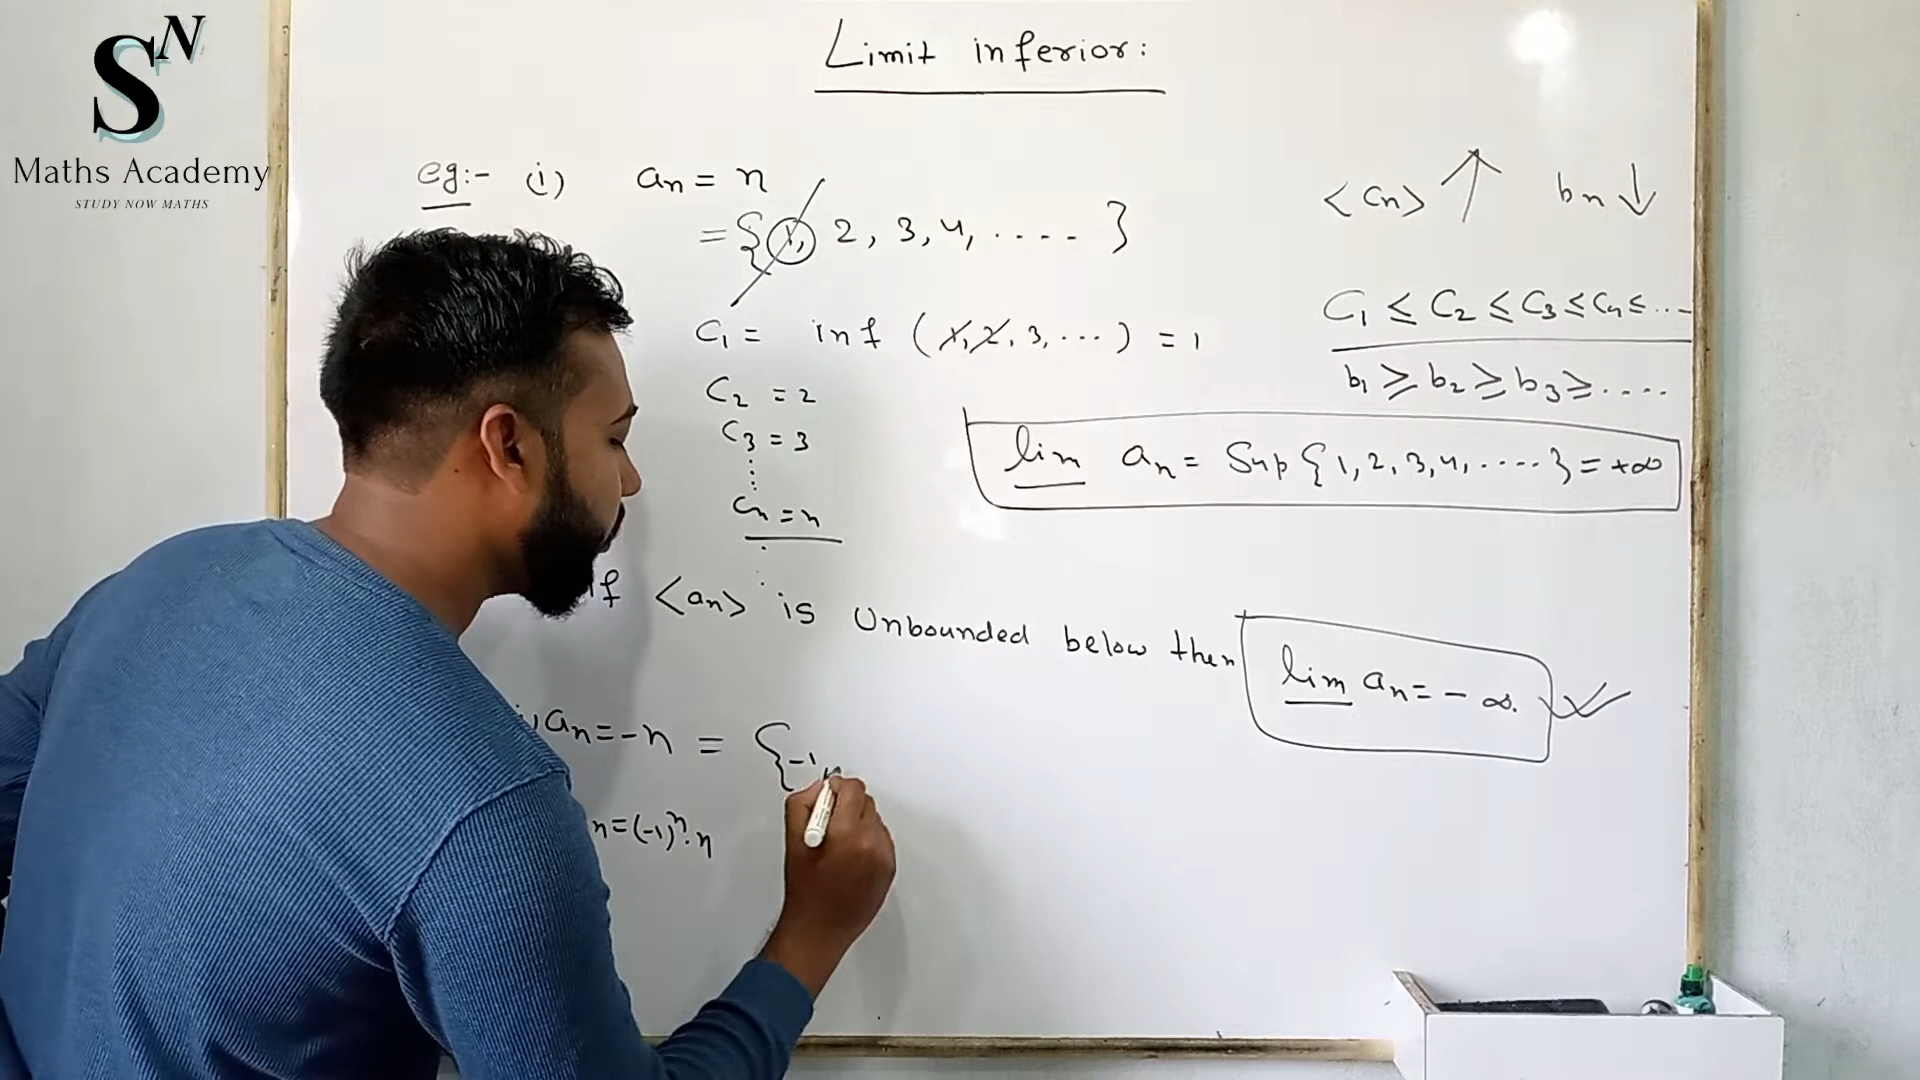 SN
Maths Academy
STUDY NOW MATHS
Limit inferior:
eg:- (i) an = n
= {1, 2, 3, 4, .... }
<cn> ↑ bn ↓
C1 = inf (1, 2, 3, ...) = 1
C1 ≤ C2 ≤ C3 ≤ C4 ≤ ...
C2 = 2
b1 ≥ b2 ≥ b3 ≥ ....
C3 = 3
lim an = Sup {1, 2, 3, 4, .....} = +∞
Cn = n
If <an> is Unbounded below then lim an = - ∞.
an = -n = {-1,
n = (-1)^n . n